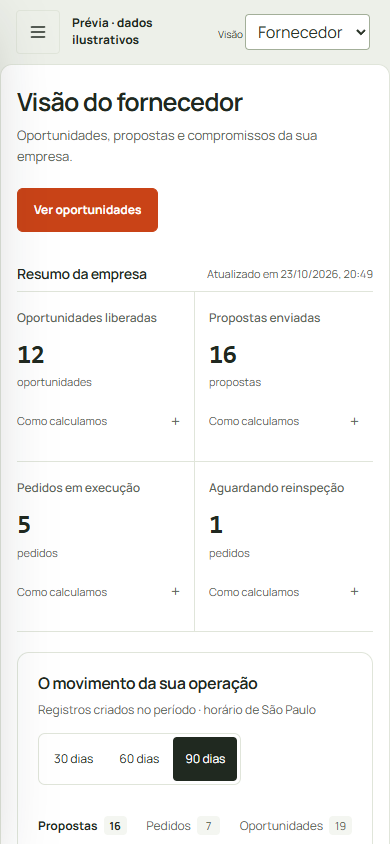 Prévia · dados
ilustrativos
Visão
Fornecedor
Visão do fornecedor
Oportunidades, propostas e compromissos da sua
empresa.
Ver oportunidades
Resumo da empresa
Atualizado em 23/10/2026, 20:49
Oportunidades liberadas
12
oportunidades
Como calculamos +
Propostas enviadas
16
propostas
Como calculamos +
Pedidos em execução
5
pedidos
Como calculamos +
Aguardando reinspeção
1
pedidos
Como calculamos +
O movimento da sua operação
Registros criados no período · horário de São Paulo
30 dias 60 dias 90 dias
Propostas 16 Pedidos 7 Oportunidades 19